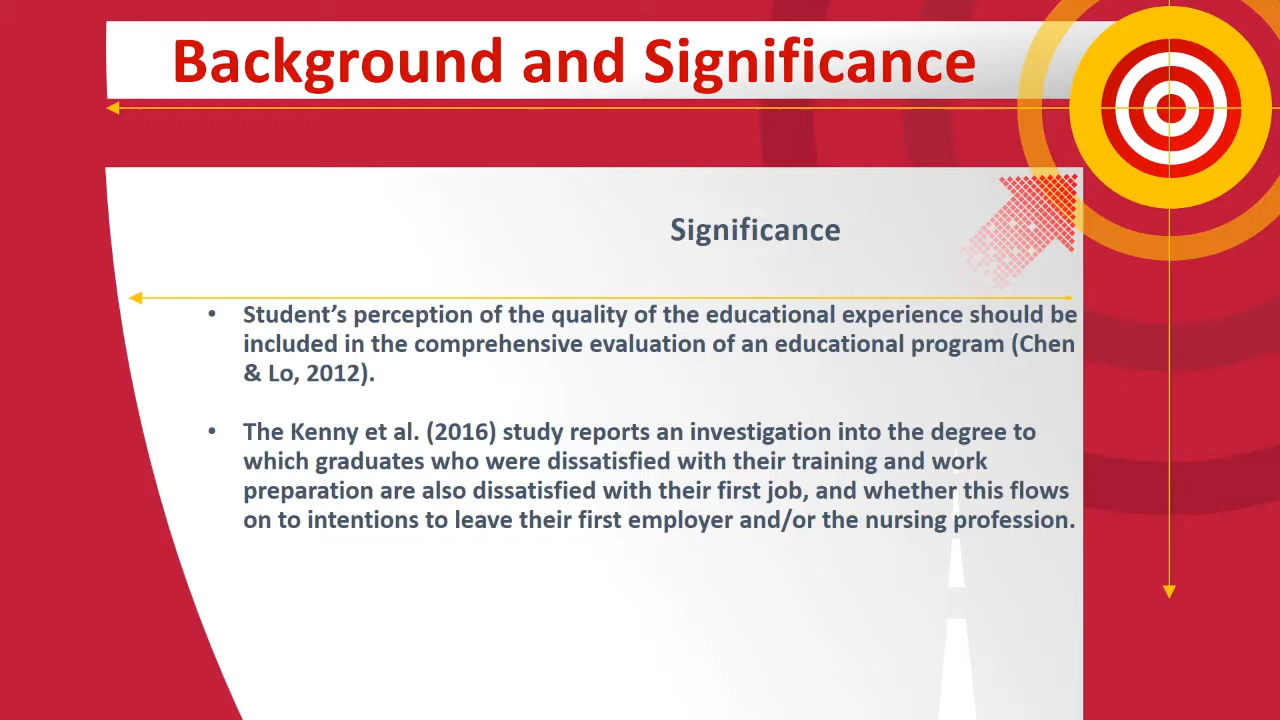 Background and Significance
Significance
• Student’s perception of the quality of the educational experience should be
included in the comprehensive evaluation of an educational program (Chen
& Lo, 2012).
• The Kenny et al. (2016) study reports an investigation into the degree to
which graduates who were dissatisfied with their training and work
preparation are also dissatisfied with their first job, and whether this flows
on to intentions to leave their first employer and/or the nursing profession.